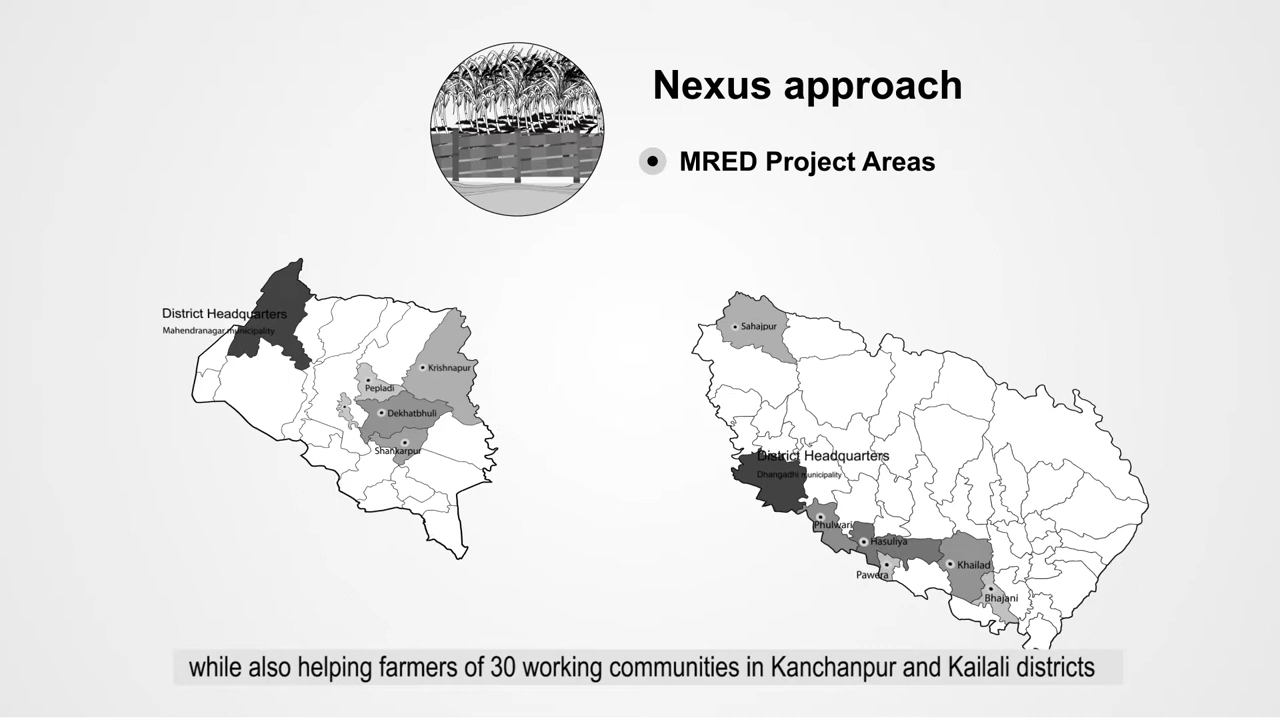 Nexus approach
MRED Project Areas
District Headquarters
Mahendranagar municipality
Krishnapur
Pepladi
Dekhatbhuli
Shankarpur
Sahajpur
District Headquarters
Dhangadhi municipality
Phulwari
Hasuliya
Pawera
Khailad
Bhajani
while also helping farmers of 30 working communities in Kanchanpur and Kailali districts